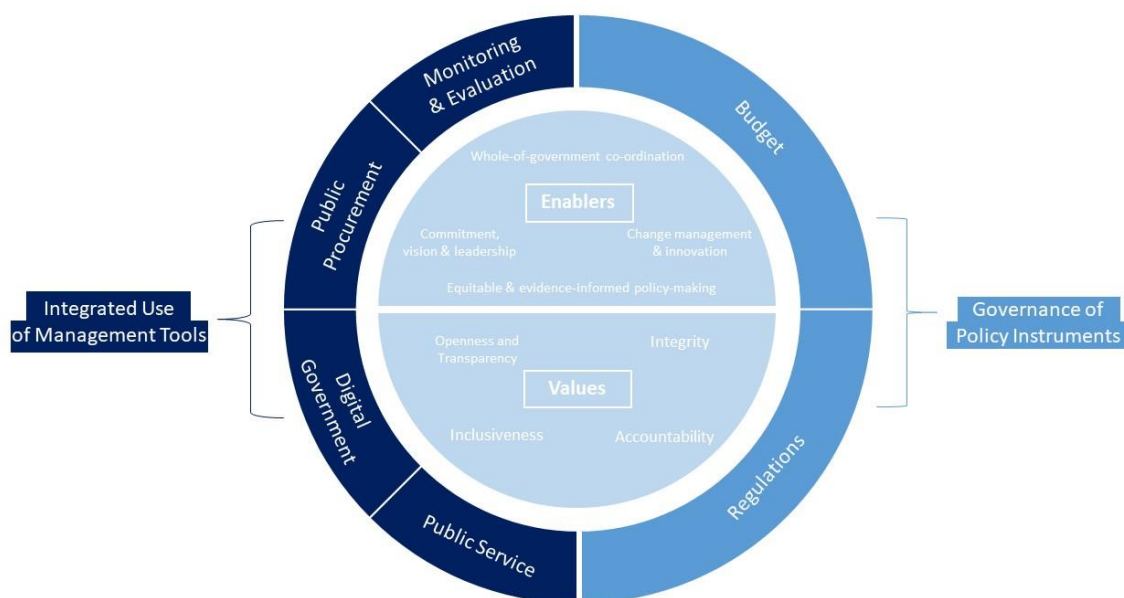 Monitoring
& Evaluation
Budget
Public
Procurement
Whole-of-government co-ordination
Enablers
Commitment,
vision & leadership
Change management
& innovation
Equitable & evidence-informed policy-making
Integrated Use
of Management Tools
Governance of
Policy Instruments
Openness and
Transparency
Integrity
Values
Inclusiveness
Accountability
Digital
Government
Regulations
Public Service